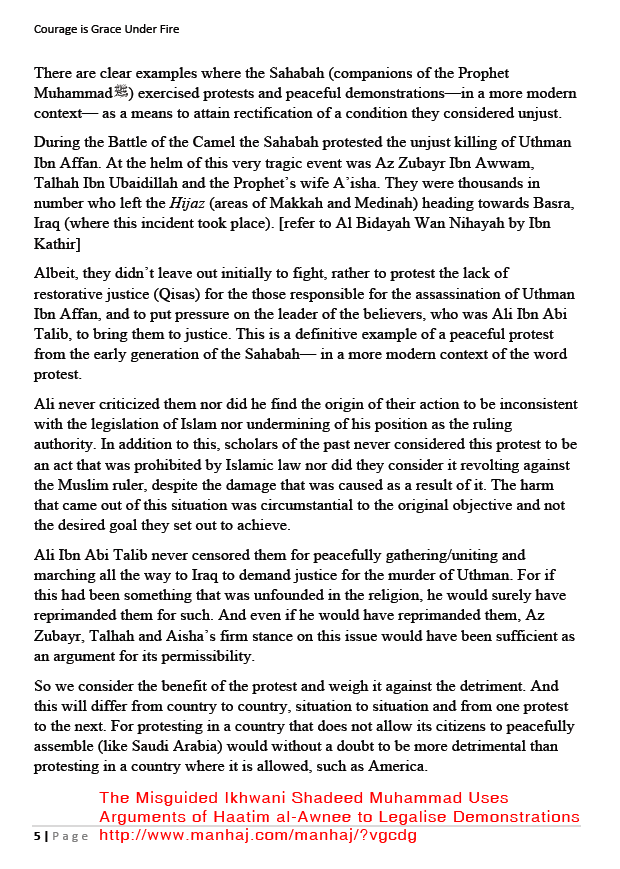 Courage is Grace Under Fire
There are clear examples where the Sahabah (companions of the Prophet
Muhammadﷺ) exercised protests and peaceful demonstrations—in a more modern
context— as a means to attain rectification of a condition they considered unjust.
During the Battle of the Camel the Sahabah protested the unjust killing of Uthman
Ibn Affan. At the helm of this very tragic event was Az Zubayr Ibn Awwam,
Talhah Ibn Ubaidillah and the Prophet’s wife A’isha. They were thousands in
number who left the Hijaz (areas of Makkah and Medinah) heading towards Basra,
Iraq (where this incident took place). [refer to Al Bidayah Wan Nihayah by Ibn
Kathir]
Albeit, they didn’t leave out initially to fight, rather to protest the lack of
restorative justice (Qisas) for the those responsible for the assassination of Uthman
Ibn Affan, and to put pressure on the leader of the believers, who was Ali Ibn Abi
Talib, to bring them to justice. This is a definitive example of a peaceful protest
from the early generation of the Sahabah— in a more modern context of the word
protest.
Ali never criticized them nor did he find the origin of their action to be inconsistent
with the legislation of Islam nor undermining of his position as the ruling
authority. In addition to this, scholars of the past never considered this protest to be
an act that was prohibited by Islamic law nor did they consider it revolting against
the Muslim ruler, despite the damage that was caused as a result of it. The harm
that came out of this situation was circumstantial to the original objective and not
the desired goal they set out to achieve.
Ali Ibn Abi Talib never censored them for peacefully gathering/uniting and
marching all the way to Iraq to demand justice for the murder of Uthman. For if
this had been something that was unfounded in the religion, he would surely have
reprimanded them for such. And even if he would have reprimanded them, Az
Zubayr, Talhah and Aisha’s firm stance on this issue would have been sufficient as
an argument for its permissibility.
So we consider the benefit of the protest and weigh it against the detriment. And
this will differ from country to country, situation to situation and from one protest
to the next. For protesting in a country that does not allow its citizens to peacefully
assemble (like Saudi Arabia) would without a doubt to be more detrimental than
protesting in a country where it is allowed, such as America.
The Misguided Ikhwani Shadeed Muhammad Uses
Arguments of Haatim al-Awnee to Legalise Demonstrations
5 | Page http://www.manhaj.com/manhaj/?vgcdg